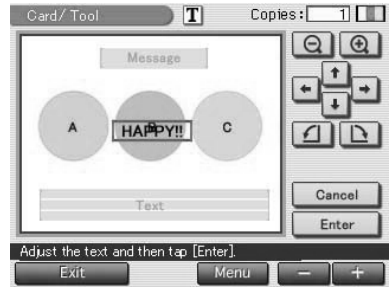 Card/Tool T Copies: 1
Message
A HAPPY!! B C
Text
Cancel
Enter
Adjust the text and then tap [Enter].
Exit Menu － ＋